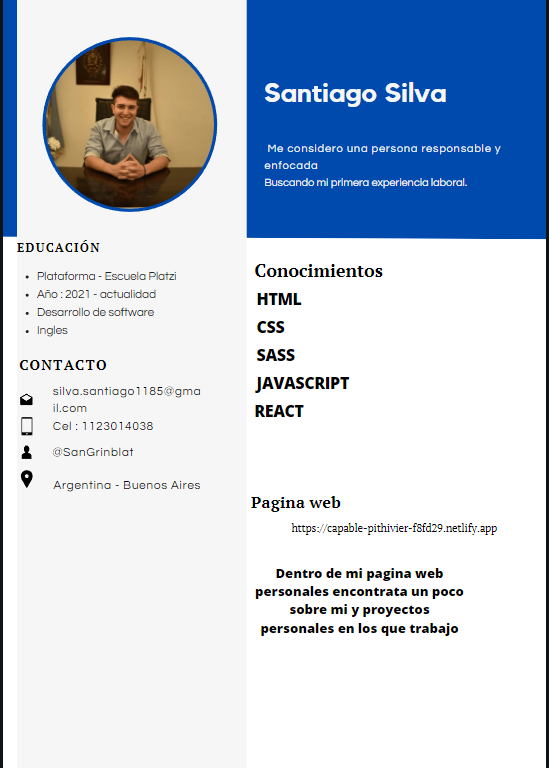 Santiago Silva
Me considero una persona responsable y
enfocada
Buscando mi primera experiencia laboral.
EDUCACIÓN
• Plataforma - Escuela Platzi
• Año : 2021 - actualidad
• Desarrollo de software
• Ingles
CONTACTO
silva.santiago1185@gma
il.com
Cel : 1123014038
@SanGrinblat
Argentina - Buenos Aires
Conocimientos
HTML
CSS
SASS
JAVASCRIPT
REACT
Pagina web
https://capable-pithivier-f8fd29.netlify.app
Dentro de mi pagina web
personales encontrata un poco
sobre mi y proyectos
personales en los que trabajo